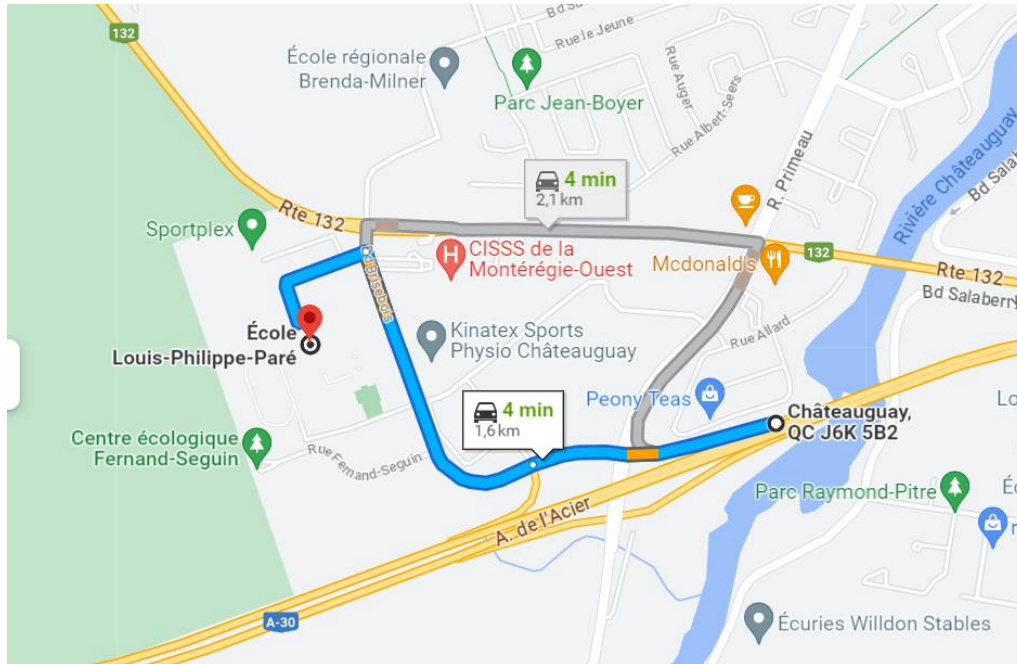 Bd Sa
132
Rue le Jeune
École régionale
Brenda-Milner
Rue Auger
Parc Jean-Boyer
Rue Albert-Seers
R. Primeau
Rivière Châteauguay
Bd Sala
4 min
2,1 km
Rte 132
Sportplex
CISSS de la
Montérégie-Ouest
Mcdonald's
132
Rte 132
Bd Salaberry
Brisebois
École
Louis-Philippe-Paré
Kinatex Sports
Physio Châteauguay
Rue Allard
4 min
1,6 km
Peony Teas
Châteauguay,
QC J6K 5B2
Lo
Centre écologique
Fernand-Seguin
Rue Fernand-Seguin
Parc Raymond-Pitre
Éc
A. de l'Acier
A-30
Écuries Willdon Stables